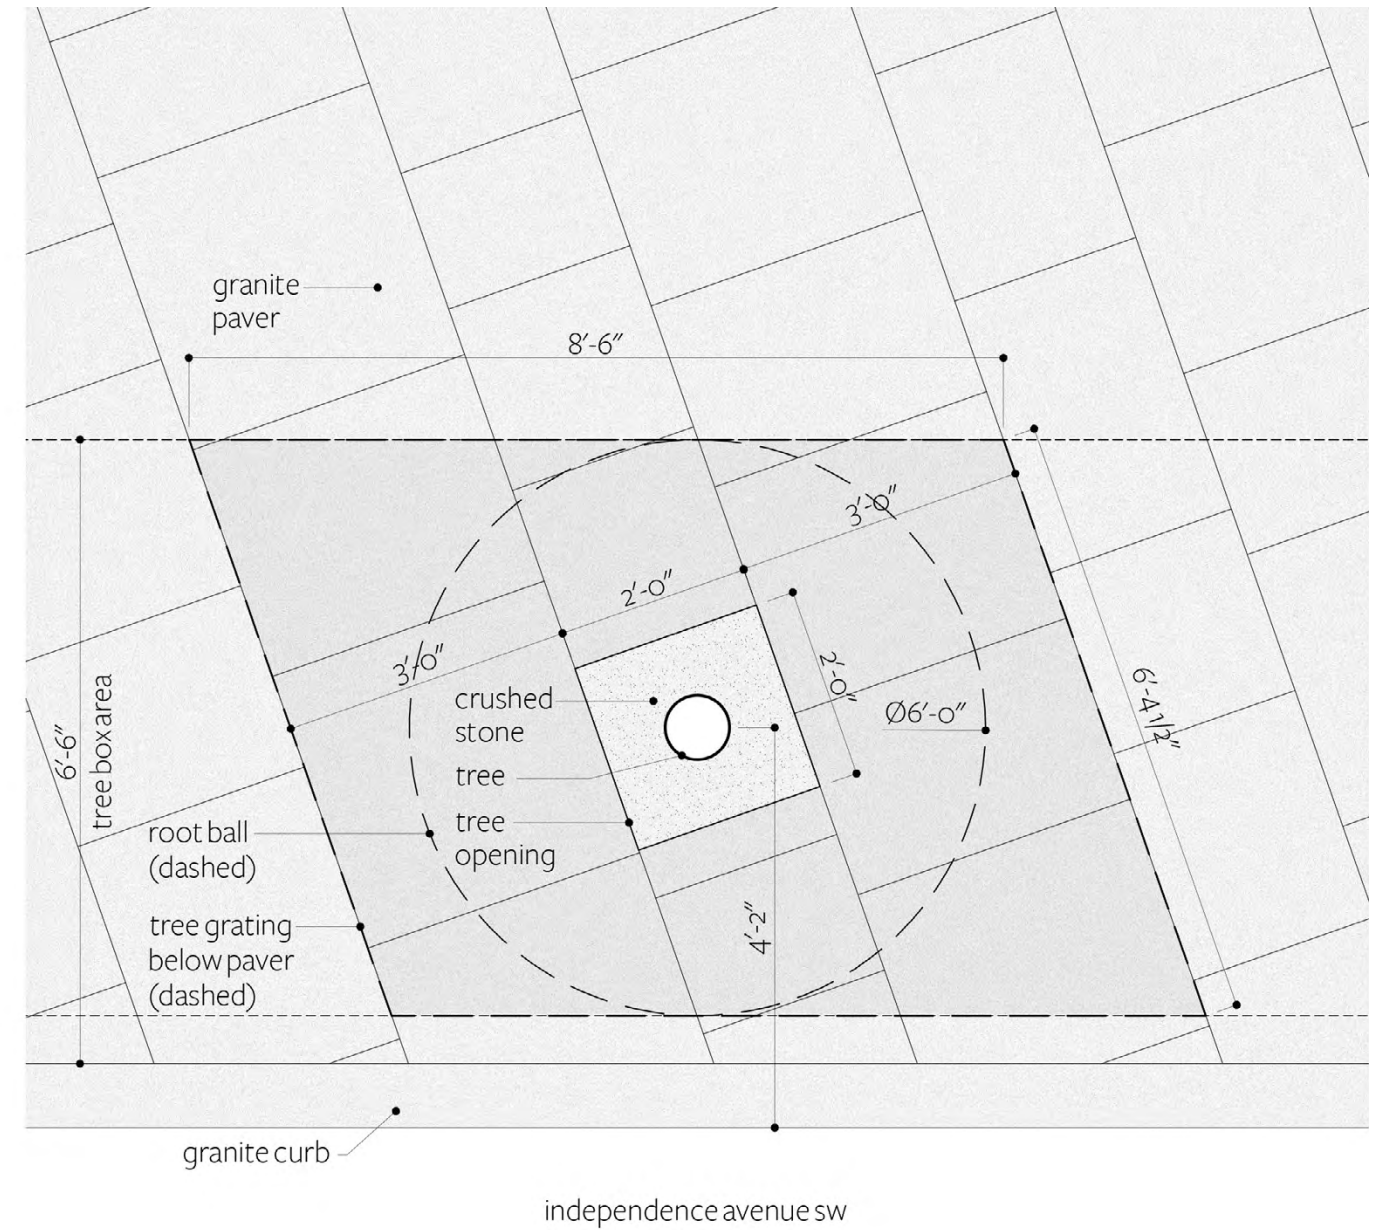 granite
paver
8′-6″
3′-0″
2′-0″
3′-0″
2′-0″
6′-4 1/2″
crushed
stone
Ø6′-0″
tree
tree
opening
6′-6″
tree box area
root ball
(dashed)
tree grating
below paver
(dashed)
4′-2″
granite curb
independence avenue sw